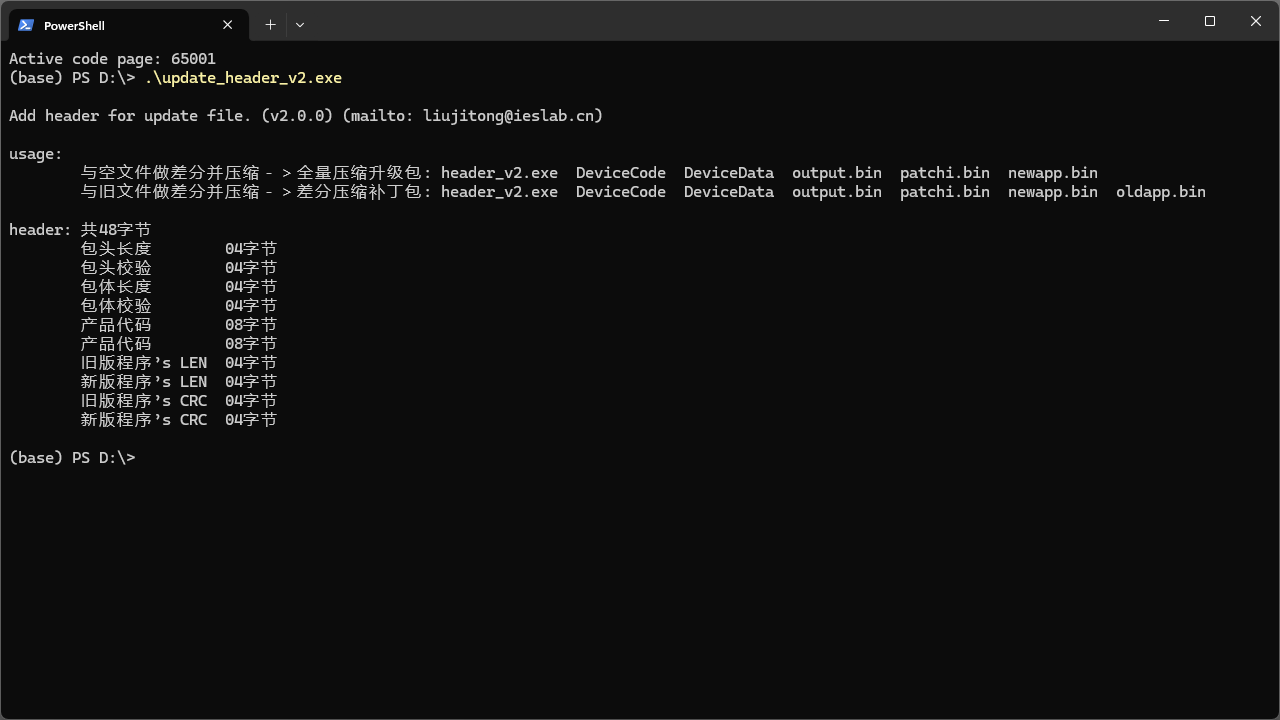 PowerShell
Active code page: 65001
(base) PS D:\> .\update_header_v2.exe
Add header for update file. (v2.0.0) (mailto: liujitong@ieslab.cn)
usage:
与空文件做差分并压缩－＞全量压缩升级包: header_v2.exe  DeviceCode  DeviceData  output.bin  patchi.bin  newapp.bin
与旧文件做差分并压缩－＞差分压缩补丁包: header_v2.exe  DeviceCode  DeviceData  output.bin  patchi.bin  newapp.bin  oldapp.bin
header: 共48字节
包头长度        04字节
包头校验        04字节
包体长度        04字节
包体校验        04字节
产品代码        08字节
产品代码        08字节
旧版程序’s LEN  04字节
新版程序’s LEN  04字节
旧版程序’s CRC  04字节
新版程序’s CRC  04字节
(base) PS D:\>